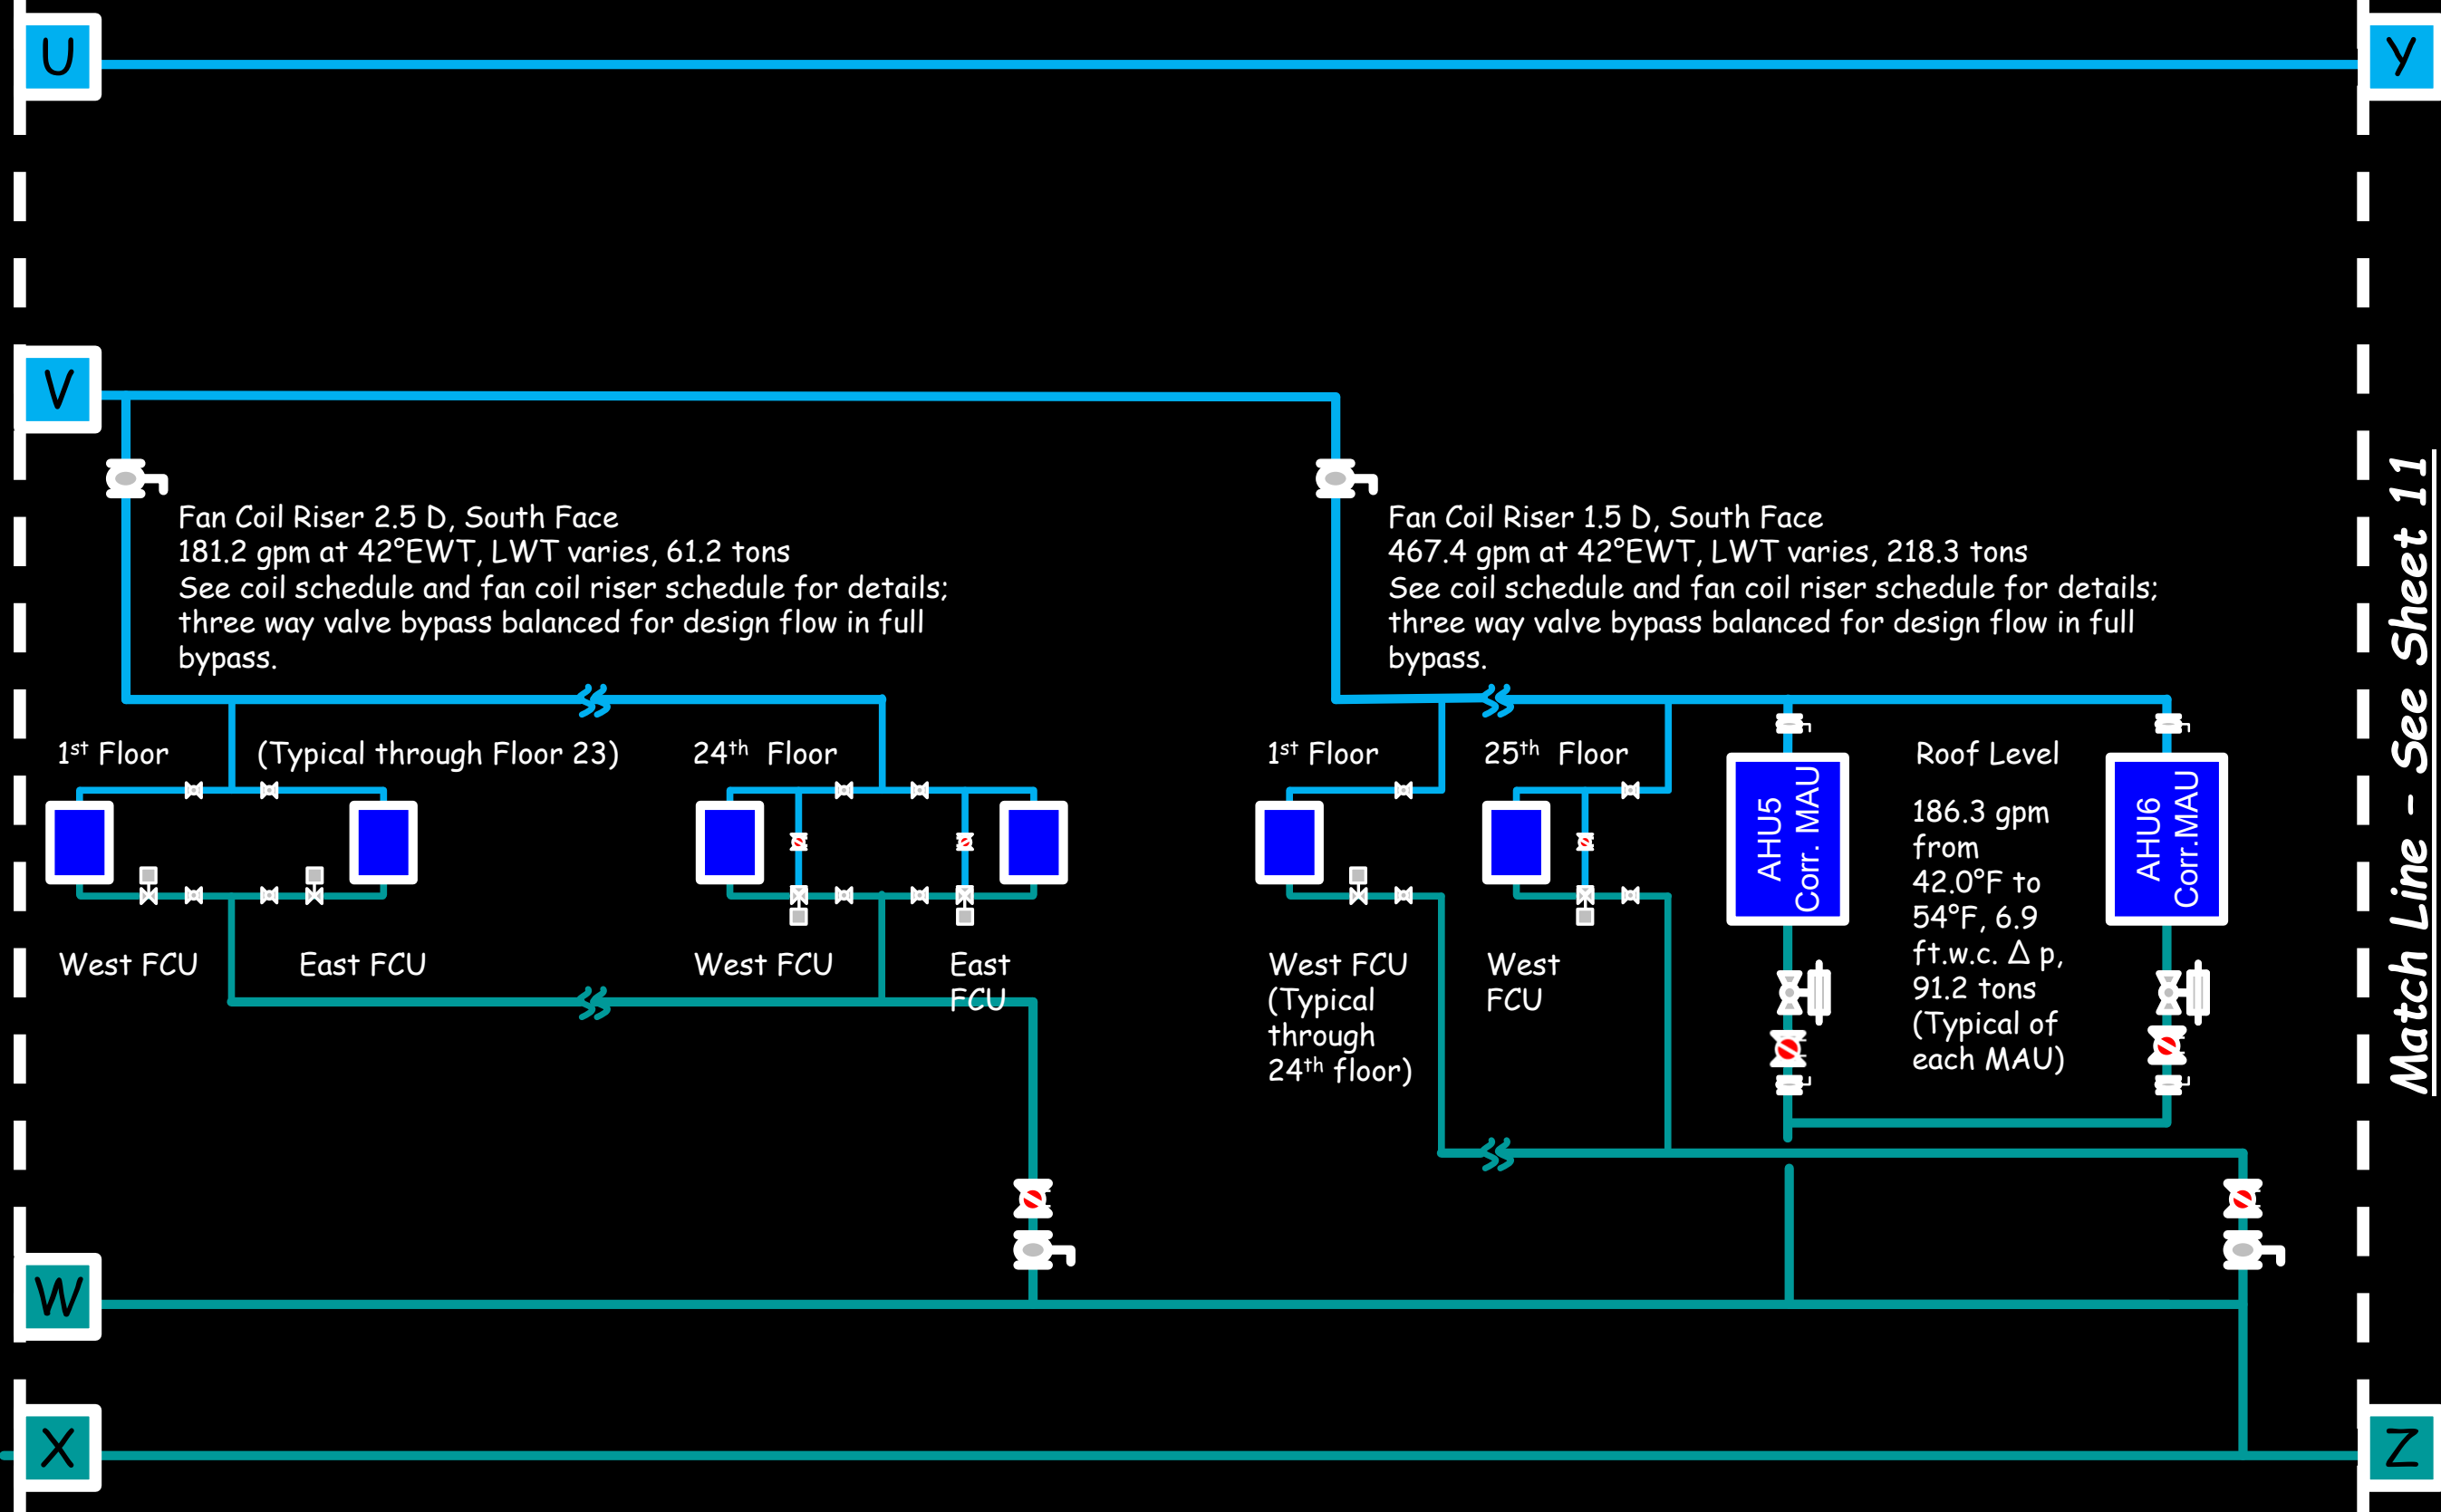 U
Y
V
Fan Coil Riser 2.5 D, South Face
181.2 gpm at 42°EWT, LWT varies, 61.2 tons
See coil schedule and fan coil riser schedule for details;
three way valve bypass balanced for design flow in full
bypass.
Fan Coil Riser 1.5 D, South Face
467.4 gpm at 42°EWT, LWT varies, 218.3 tons
See coil schedule and fan coil riser schedule for details;
three way valve bypass balanced for design flow in full
bypass.
1st Floor
(Typical through Floor 23)
24th Floor
1st Floor
25th Floor
Roof Level
AHU5
Corr. MAU
186.3 gpm
from
42.0°F to
54°F, 6.9
ft.w.c. Δ p,
91.2 tons
(Typical of
each MAU)
AHU6
Corr.MAU
West FCU
East FCU
West FCU
East
FCU
West FCU
(Typical
through
24th floor)
West
FCU
Match Line - See Sheet 11
W
X
Z